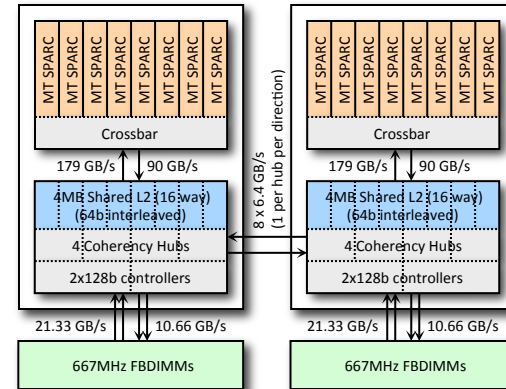 MT SPARC
MT SPARC
MT SPARC
MT SPARC
MT SPARC
MT SPARC
MT SPARC
MT SPARC
Crossbar
179 GB/s
90 GB/s
4MB Shared L2 (16 way)
(64b interleaved)
4 Coherency Hubs
2x128b controllers
21.33 GB/s
10.66 GB/s
667MHz FBDIMMs
8 x 6.4 GB/s
(1 per hub per direction)
MT SPARC
MT SPARC
MT SPARC
MT SPARC
MT SPARC
MT SPARC
MT SPARC
MT SPARC
Crossbar
179 GB/s
90 GB/s
4MB Shared L2 (16 way)
(64b interleaved)
4 Coherency Hubs
2x128b controllers
21.33 GB/s
10.66 GB/s
667MHz FBDIMMs